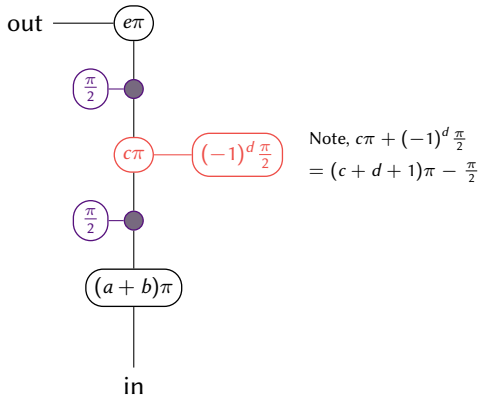 out eπ
π/2
cπ (−1)^d π/2
Note, cπ + (−1)^d π/2
= (c + d + 1)π − π/2
π/2
(a + b)π
in